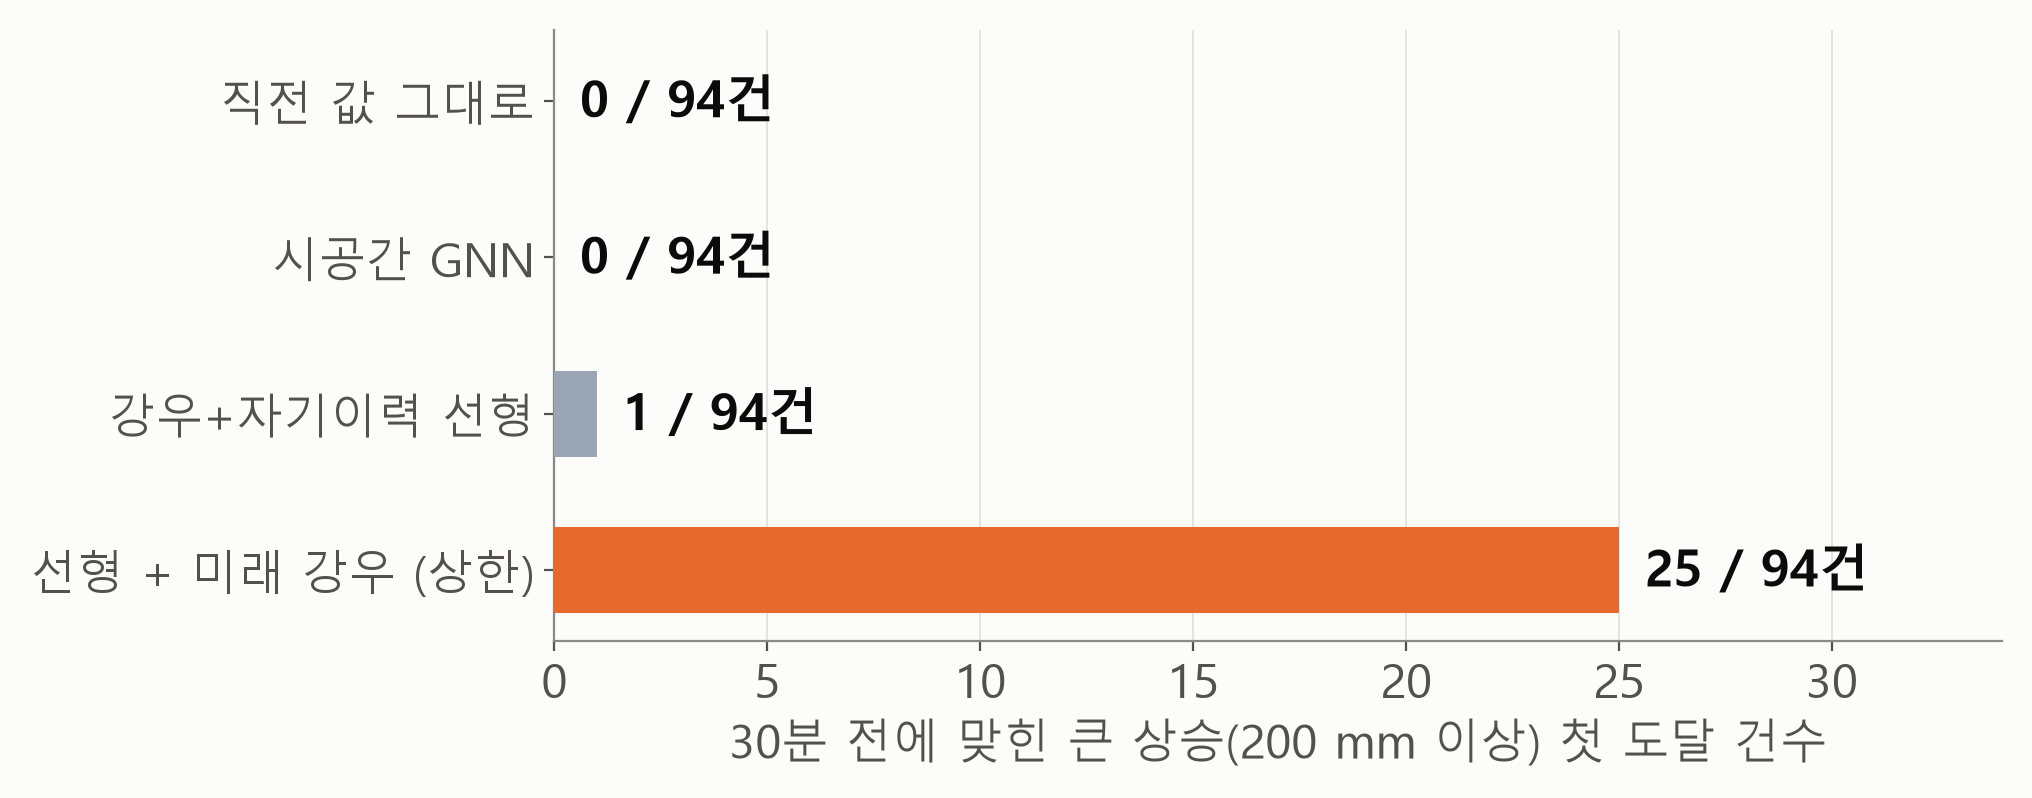 직전 값 그대로
0 / 94건
시공간 GNN
0 / 94건
강우+자기이력 선형
1 / 94건
선형 + 미래 강우 (상한)
25 / 94건
0 5 10 15 20 25 30
30분 전에 맞힌 큰 상승(200 mm 이상) 첫 도달 건수